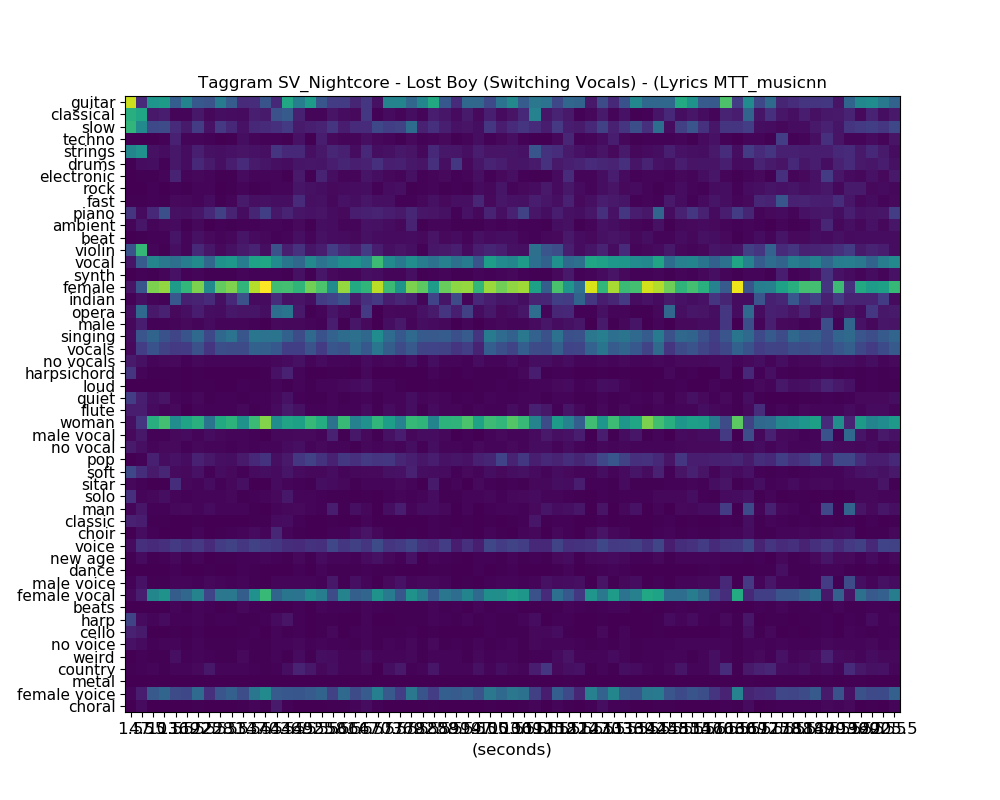 Taggram SV_Nightcore - Lost Boy (Switching Vocals) - (Lyrics MTT_musicnn
guitar
classical
slow
techno
strings
drums
electronic
rock
fast
piano
ambient
beat
violin
vocal
synth
female
indian
opera
male
singing
vocals
no vocals
harpsichord
loud
quiet
flute
woman
male vocal
no vocal
pop
soft
sitar
solo
man
classic
choir
voice
new age
dance
male voice
female vocal
beats
harp
cello
no voice
weird
country
metal
female voice
choral
(seconds)